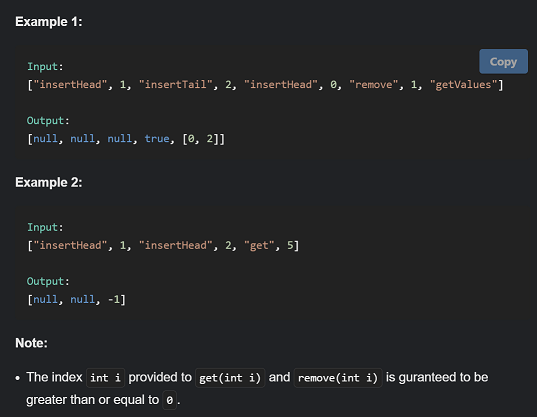 Example 1:
Copy
Input:
["insertHead", 1, "insertTail", 2, "insertHead", 0, "remove", 1, "getValues"]
Output:
[null, null, null, true, [0, 2]]
Example 2:
Input:
["insertHead", 1, "insertHead", 2, "get", 5]
Output:
[null, null, -1]
Note:
• The index int i provided to get(int i) and remove(int i) is guranteed to be
greater than or equal to 0.